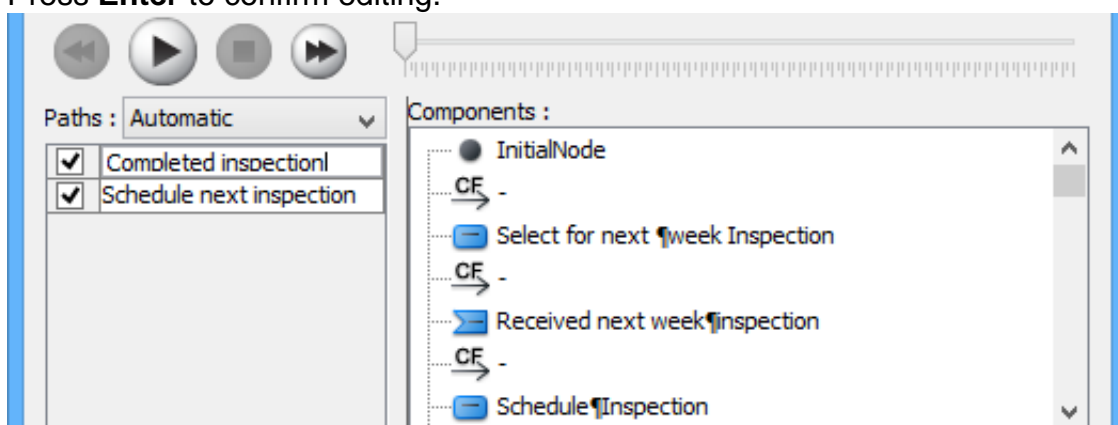 Press Enter to confirm editing.
Paths : Automatic
Components :
Completed inspection
Schedule next inspection
InitialNode
CF -
Select for next ¶week Inspection
CF -
Received next week¶inspection
CF -
Schedule¶Inspection